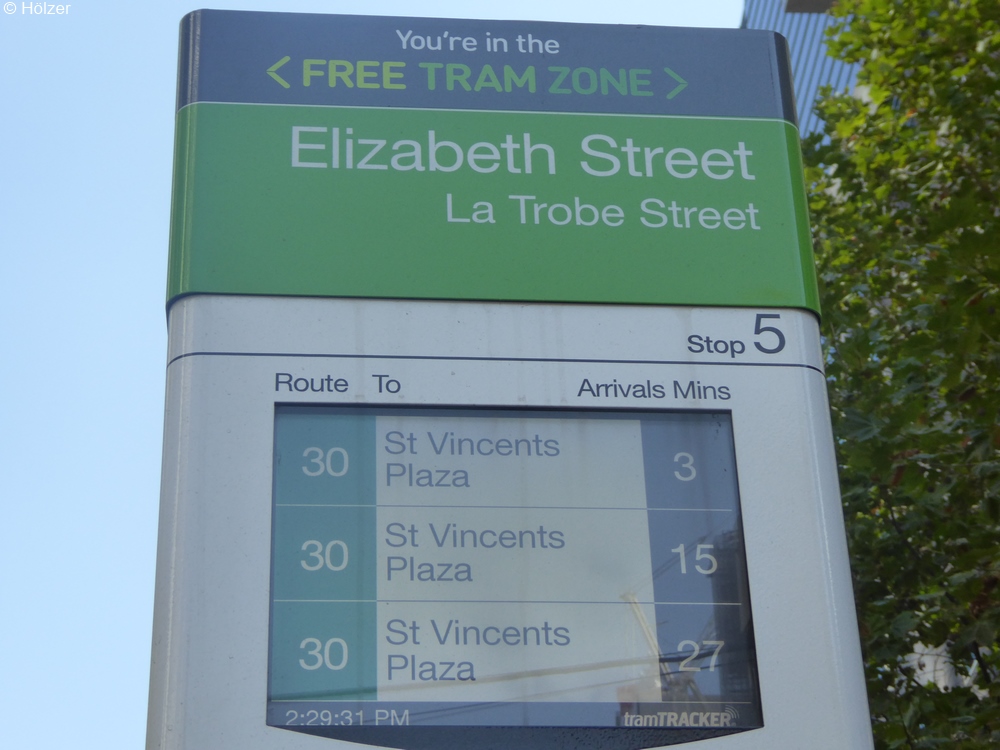 © Hölzer
You're in the
< FREE TRAM ZONE >
Elizabeth Street
La Trobe Street
Stop 5
Route To Arrivals Mins
30 St Vincents Plaza 3
30 St Vincents Plaza 15
30 St Vincents Plaza 27
2:29:31 PM tramTRACKER